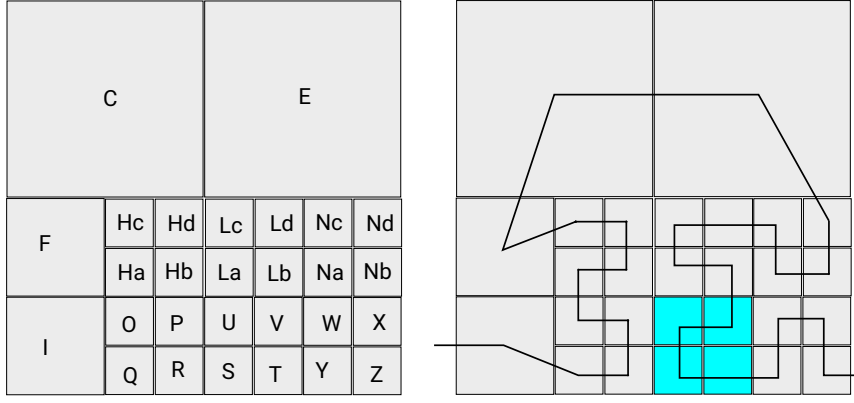 C E
F Hc Hd Lc Ld Nc Nd
Ha Hb La Lb Na Nb
I O P U V W X
Q R S T Y Z